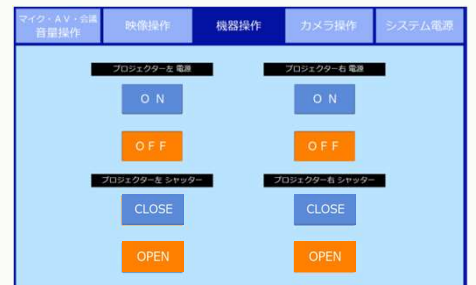 マイク・AV・会議
音量操作
映像操作
機器操作
カメラ操作
システム電源
プロジェクター左 電源
プロジェクター右 電源
ON
ON
OFF
OFF
プロジェクター左 シャッター
プロジェクター右 シャッター
CLOSE
CLOSE
OPEN
OPEN